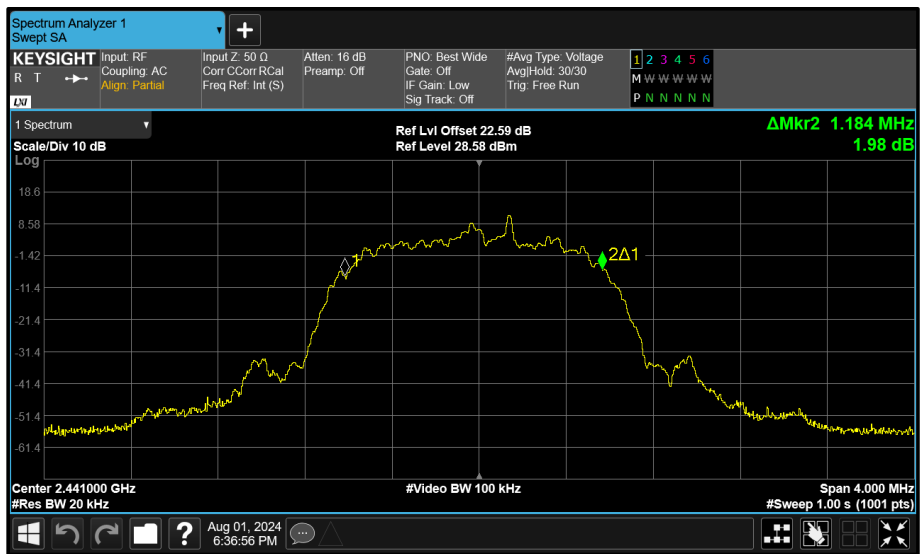 Spectrum Analyzer 1
Swept SA
+
KEYSIGHT
R T
LXI
Input: RF
Coupling: AC
Align: Partial
Input Z: 50 Ω
Corr CCorr RCal
Freq Ref: Int (S)
Atten: 16 dB
Preamp: Off
PNO: Best Wide
Gate: Off
IF Gain: Low
Sig Track: Off
#Avg Type: Voltage
Avg|Hold: 30/30
Trig: Free Run
1 2 3 4 5 6
M W W W W W
P N N N N N
1 Spectrum
Scale/Div 10 dB
Log
Ref Lvl Offset 22.59 dB
Ref Level 28.58 dBm
ΔMkr2 1.184 MHz
1.98 dB
18.6
8.58
-1.42
-11.4
-21.4
-31.4
-41.4
-51.4
-61.4
1
2Δ1
Center 2.441000 GHz
#Res BW 20 kHz
#Video BW 100 kHz
Span 4.000 MHz
#Sweep 1.00 s (1001 pts)
?
Aug 01, 2024
6:36:56 PM